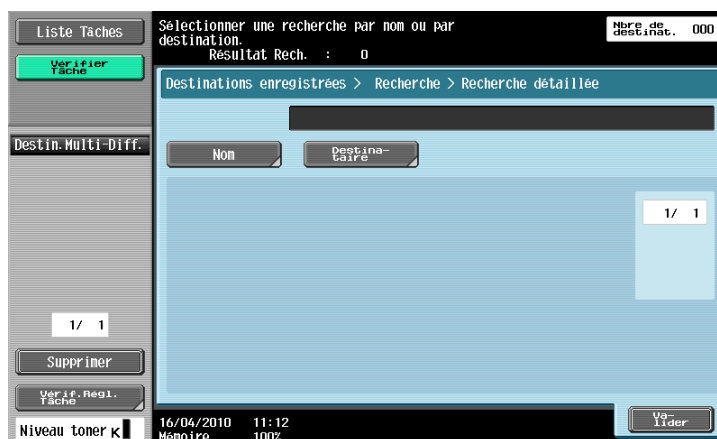 Liste Tâches
Vérifier
Tâche
Destin.Multi-Diff.
1/ 1
Supprimer
Vérif.Régl.
Tâche
Niveau toner K
Sélectionner une recherche par nom ou par
destination.
Résultat Rech. : 0
Nbre de
destinat. 000
Destinations enregistrées > Recherche > Recherche détaillée
Nom
Destina-
taire
1/ 1
16/04/2010 11:12
Mémoire 100%
Va-
lider